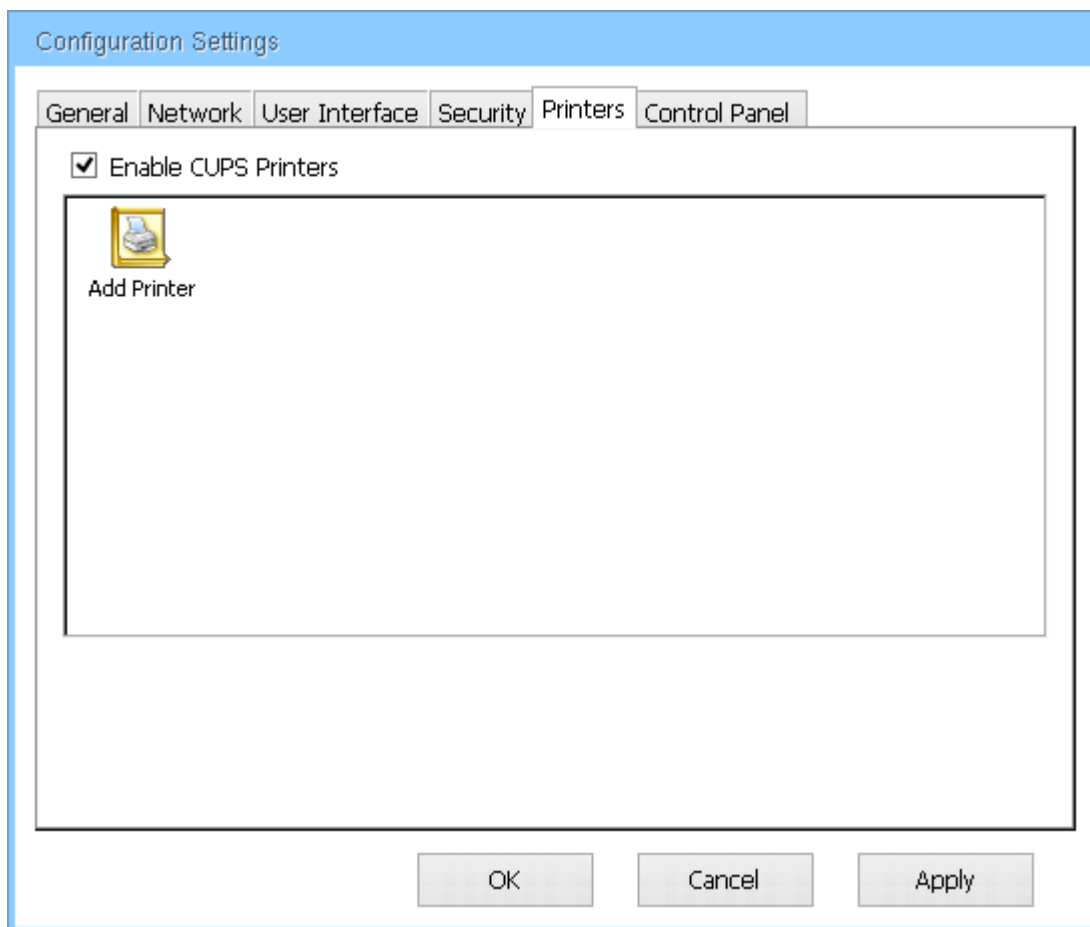 Configuration Settings
General Network User Interface Security Printers Control Panel
Enable CUPS Printers
Add Printer
OK Cancel Apply